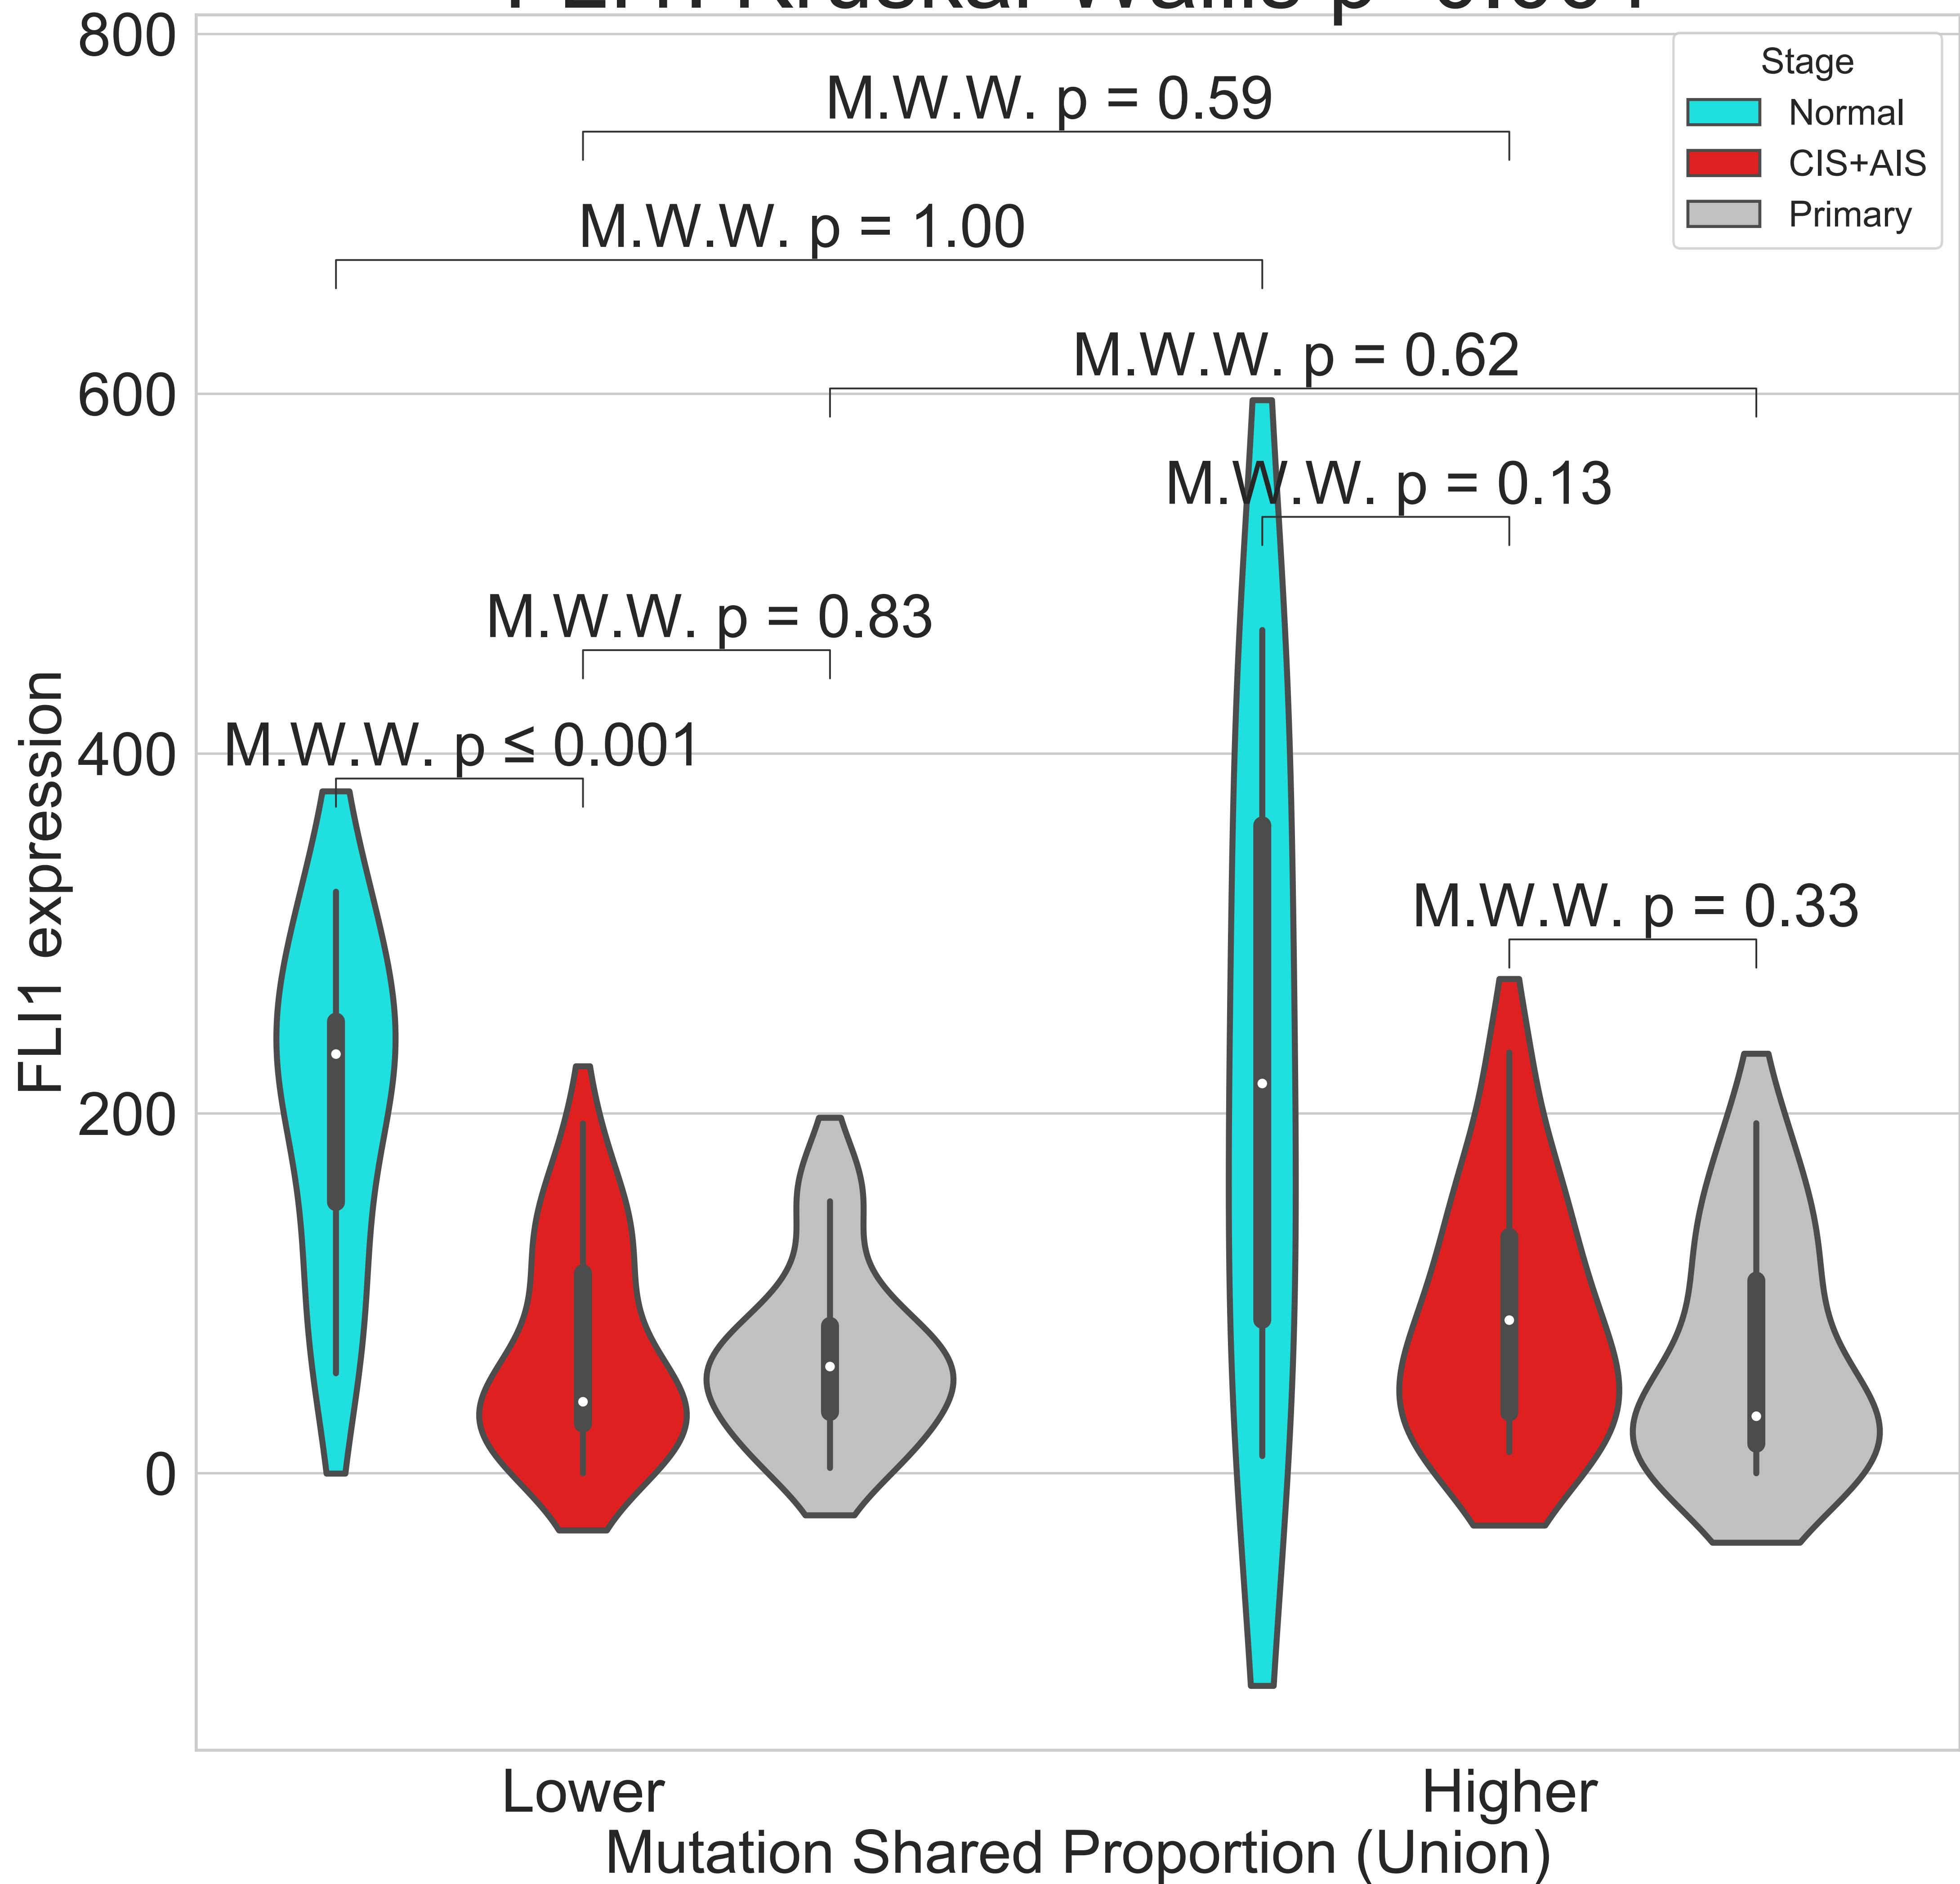 800
Stage
Normal
CIS+AIS
Primary
M.W.W. p = 0.59
M.W.W. p = 1.00
M.W.W. p = 0.62
600
M.W.W. p = 0.13
M.W.W. p = 0.83
M.W.W. p ≤ 0.001
400
M.W.W. p = 0.33
FLI1 expression
200
0
Lower
Higher
Mutation Shared Proportion (Union)